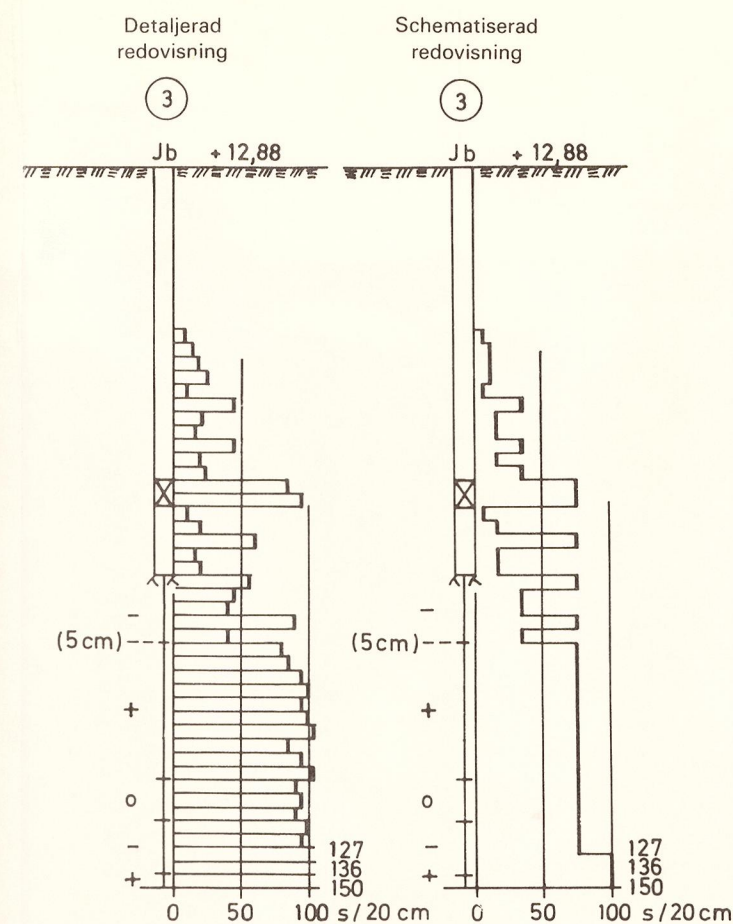 Detaljerad
redovisning
3
Jb + 12,88
–
(5cm)
+
o
–
+
127
136
150
0 50 100 s/20 cm
Schematiserad
redovisning
3
Jb + 12,88
–
(5cm)
+
o
–
+
127
136
150
0 50 100 s/20 cm